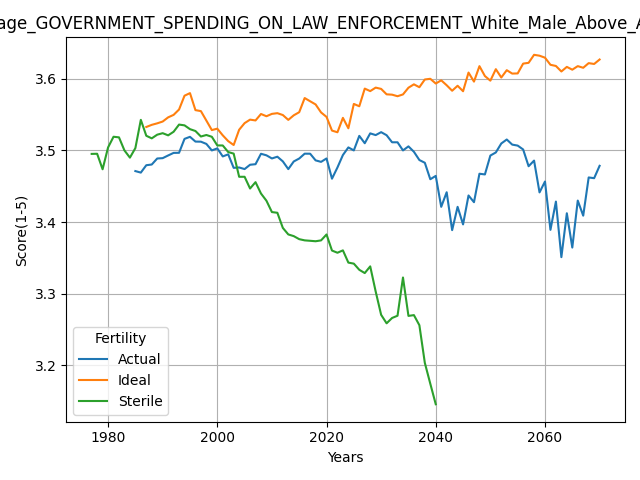 age_GOVERNMENT_SPENDING_ON_LAW_ENFORCEMENT_White_Male_Above_A
3.6
3.5
3.4
3.3
3.2
Score(1-5)
Fertility
Actual
Ideal
Sterile
1980 2000 2020 2040 2060
Years